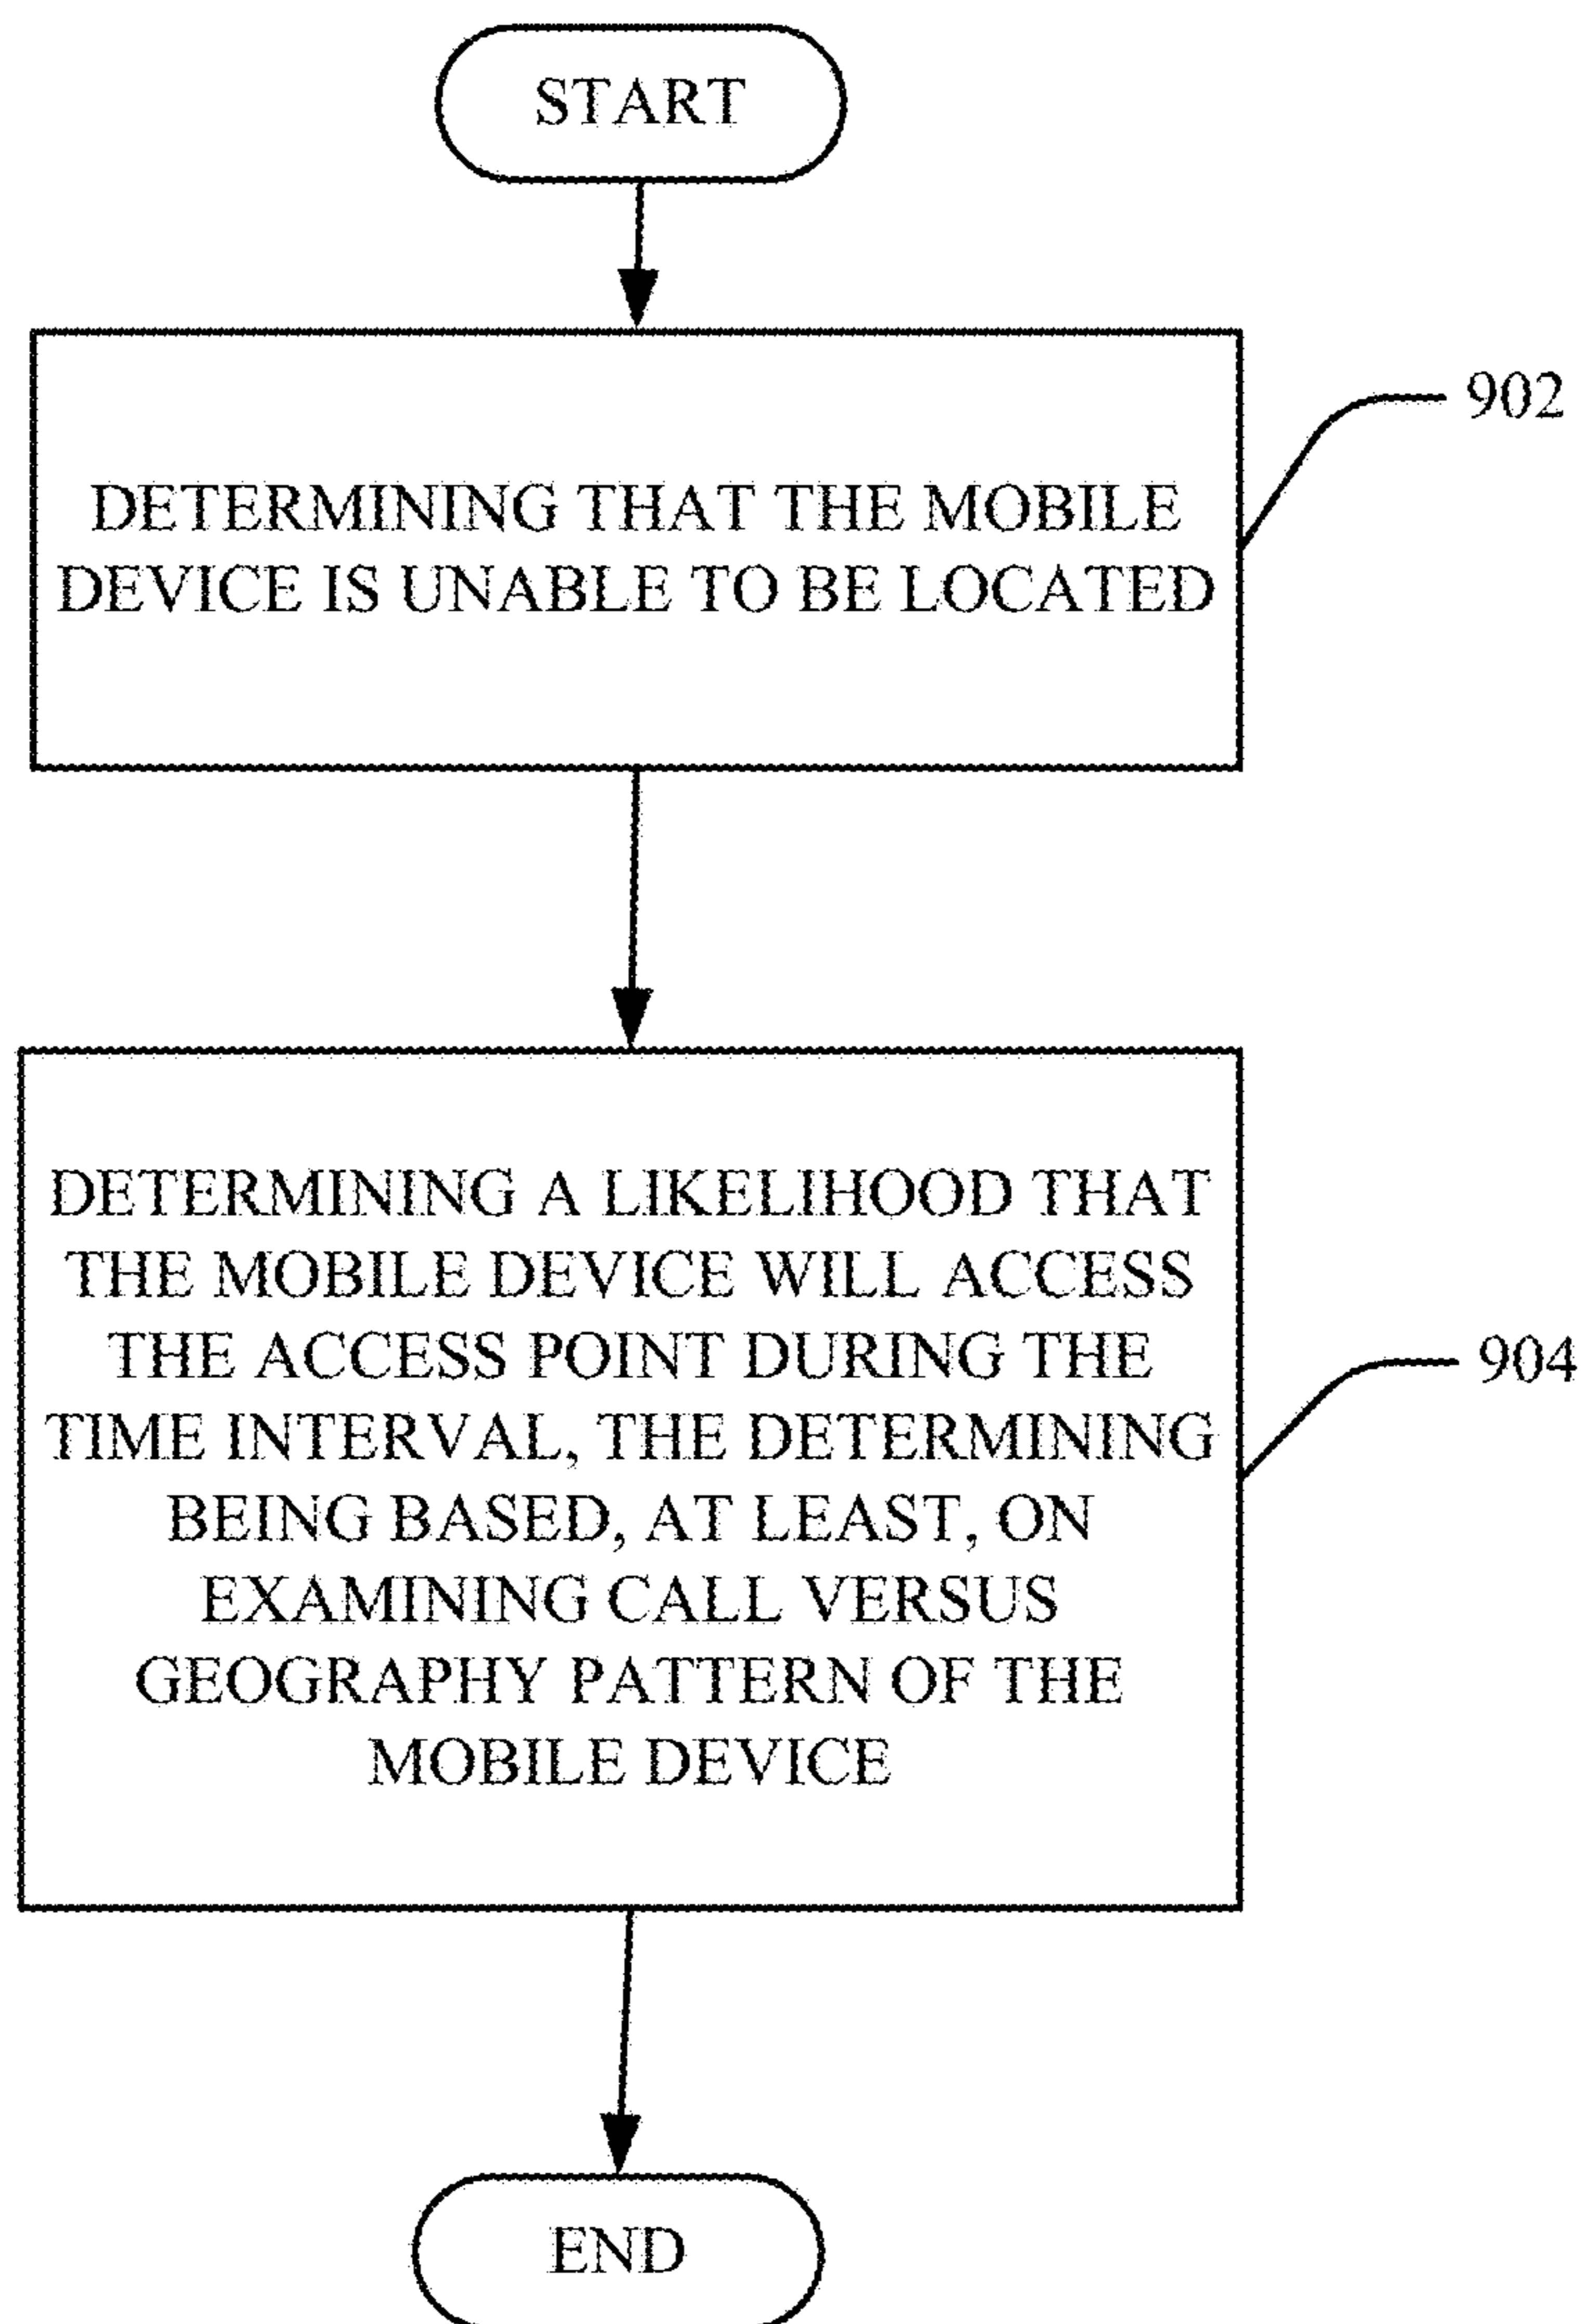 START
902
DETERMINING THAT THE MOBILE
DEVICE IS UNABLE TO BE LOCATED
DETERMINING A LIKELIHOOD THAT
THE MOBILE DEVICE WILL ACCESS
THE ACCESS POINT DURING THE
904
TIME INTERVAL, THE DETERMINING
BEING BASED, AT LEAST, ON
EXAMINING CALL VERSUS
GEOGRAPHY PATTERN OF THE
MOBILE DEVICE
END